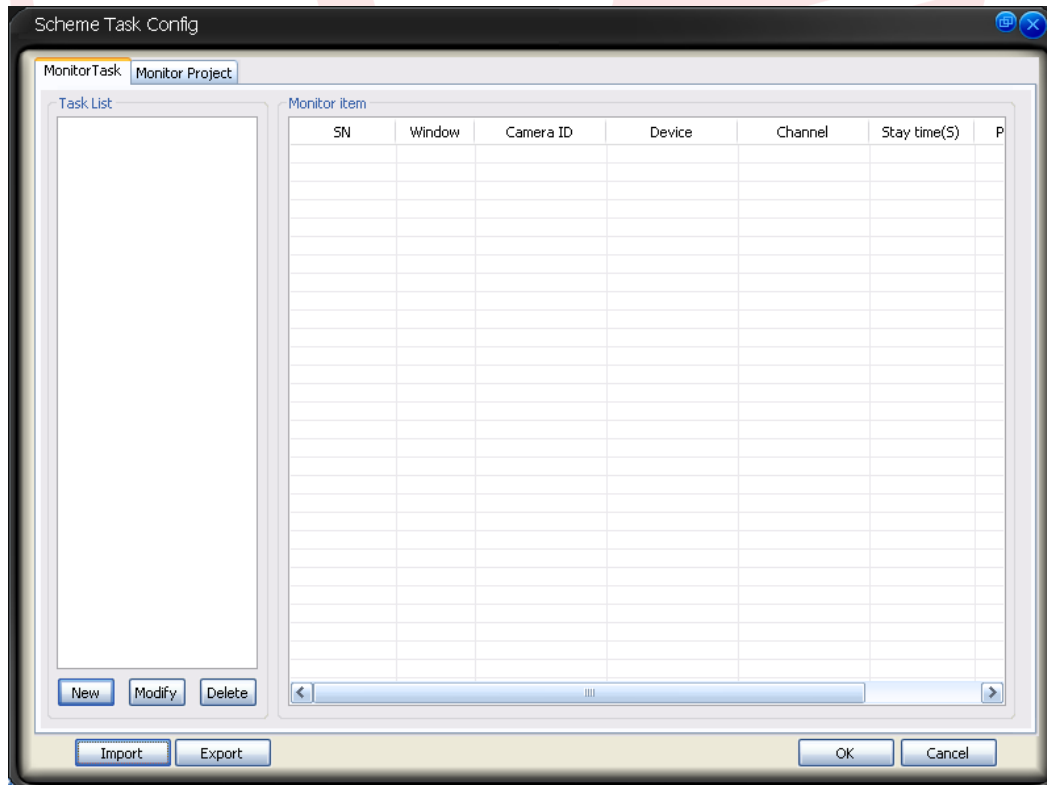 Scheme Task Config
MonitorTask Monitor Project
Task List Monitor item
SN Window Camera ID Device Channel Stay time(S) P
New Modify Delete
Import Export OK Cancel